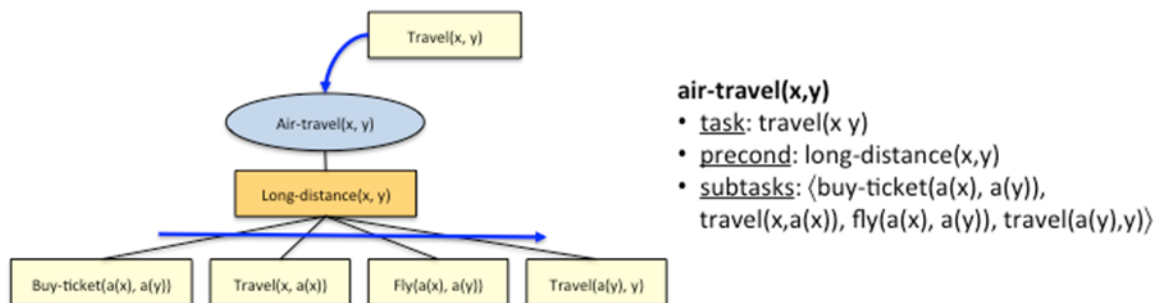 Travel(x, y)
Air-travel(x, y)
Long-distance(x, y)
Buy-ticket(a(x), a(y))
Travel(x, a(x))
Fly(a(x), a(y))
Travel(a(y), y)
air-travel(x,y)
• task: travel(x y)
• precond: long-distance(x,y)
• subtasks: ⟨buy-ticket(a(x), a(y)),
travel(x,a(x)), fly(a(x), a(y)), travel(a(y),y)⟩